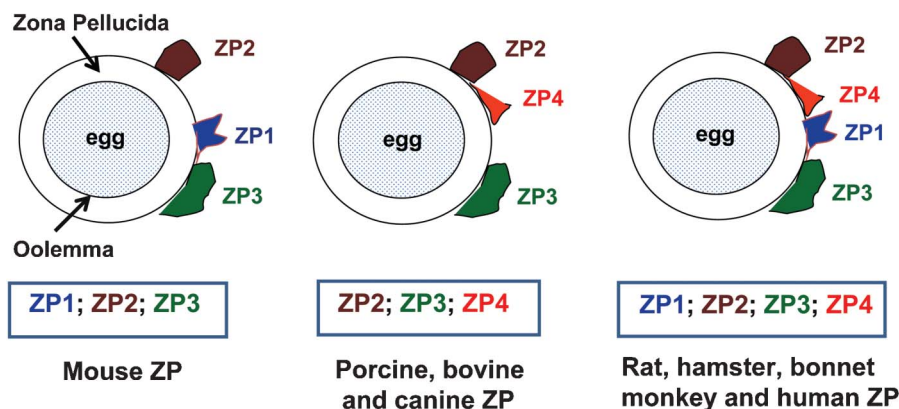 Zona Pellucida
ZP2
egg
ZP1
ZP3
Oolemma
ZP1; ZP2; ZP3
Mouse ZP
ZP2
ZP4
egg
ZP3
ZP2; ZP3; ZP4
Porcine, bovine
and canine ZP
ZP2
ZP4
egg
ZP1
ZP3
ZP1; ZP2; ZP3; ZP4
Rat, hamster, bonnet
monkey and human ZP